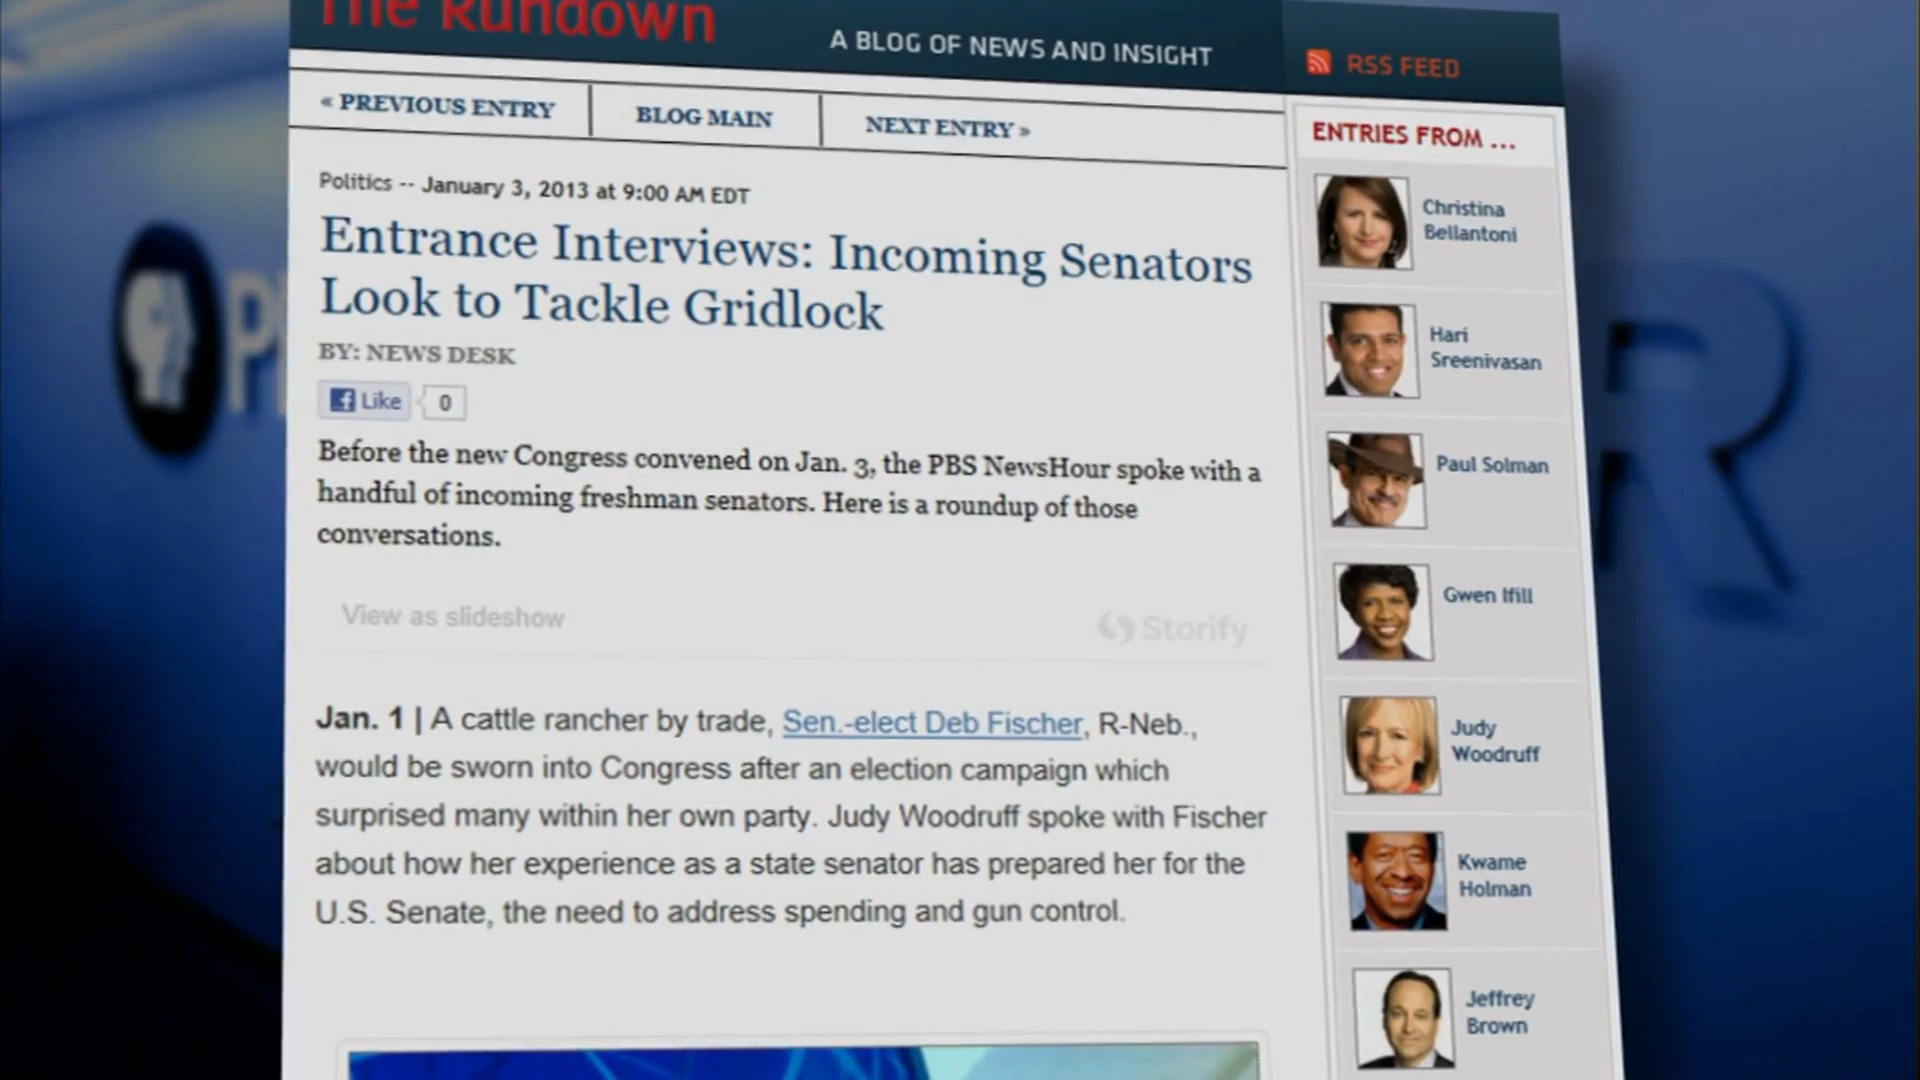 The Rundown
A BLOG OF NEWS AND INSIGHT
RSS FEED
« PREVIOUS ENTRY
BLOG MAIN
NEXT ENTRY »
ENTRIES FROM ...
Politics -- January 3, 2013 at 9:00 AM EDT
Entrance Interviews: Incoming Senators
Look to Tackle Gridlock
BY: NEWS DESK
Like
0
Before the new Congress convened on Jan. 3, the PBS NewsHour spoke with a
handful of incoming freshman senators. Here is a roundup of those
conversations.
View as slideshow
Storify
Jan. 1 | A cattle rancher by trade, Sen.-elect Deb Fischer, R-Neb.,
would be sworn into Congress after an election campaign which
surprised many within her own party. Judy Woodruff spoke with Fischer
about how her experience as a state senator has prepared her for the
U.S. Senate, the need to address spending and gun control.
Christina
Bellantoni
Hari
Sreenivasan
Paul Solman
Gwen Ifill
Judy
Woodruff
Kwame
Holman
Jeffrey
Brown
P
R